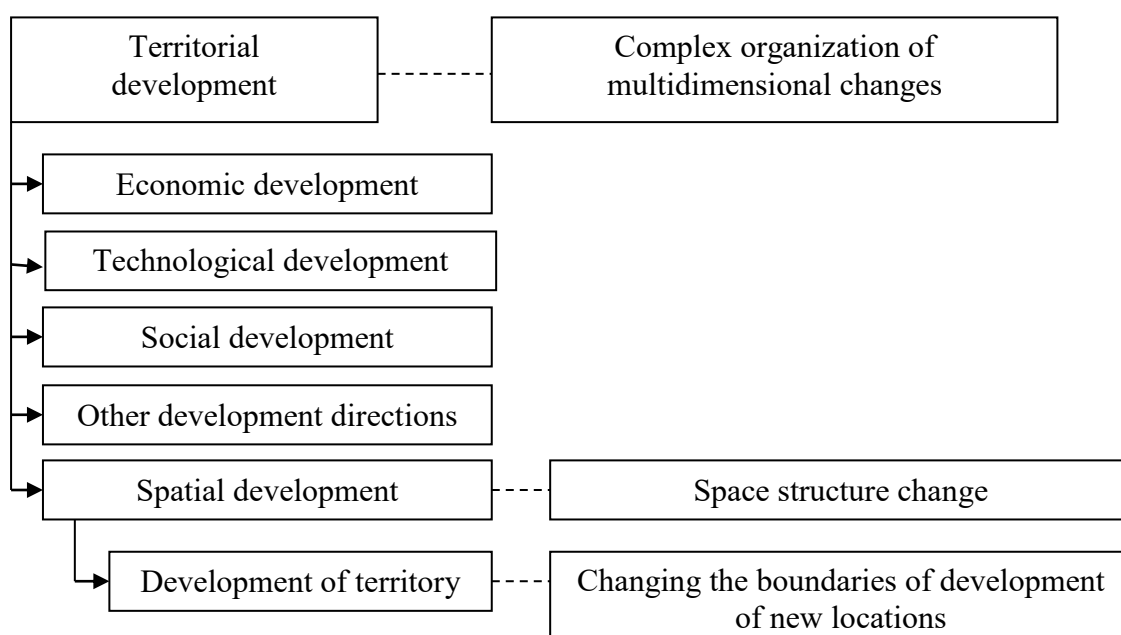 Territorial
development
Complex organization of
multidimensional changes
Economic development
Technological development
Social development
Other development directions
Spatial development
Space structure change
Development of territory
Changing the boundaries of development
of new locations